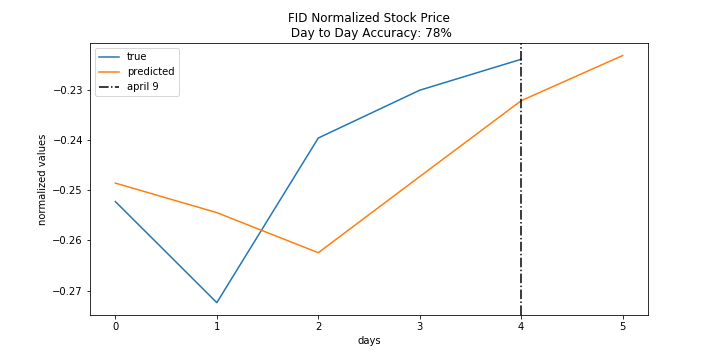 FID Normalized Stock Price
Day to Day Accuracy: 78%
true
predicted
april 9
normalized values
−0.23
−0.24
−0.25
−0.26
−0.27
0 1 2 3 4 5
days